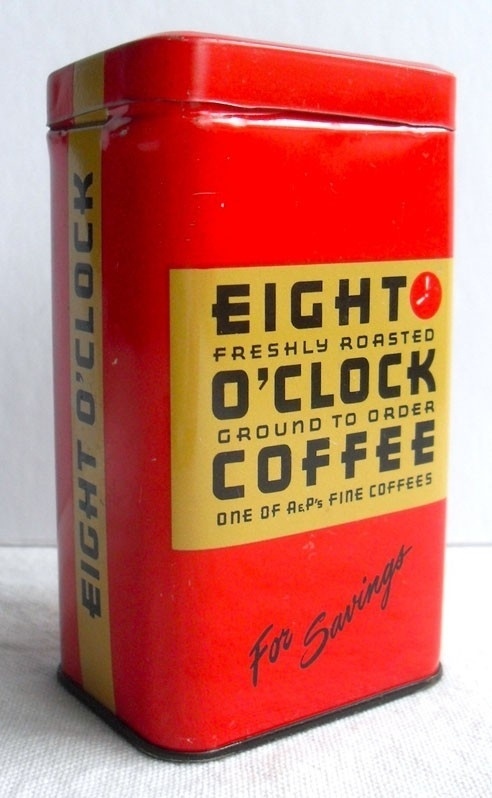 EIGHT O'CLOCK
EIGHT
FRESHLY ROASTED
O'CLOCK
GROUND TO ORDER
COFFEE
ONE OF A&P's FINE COFFEES
For Savings